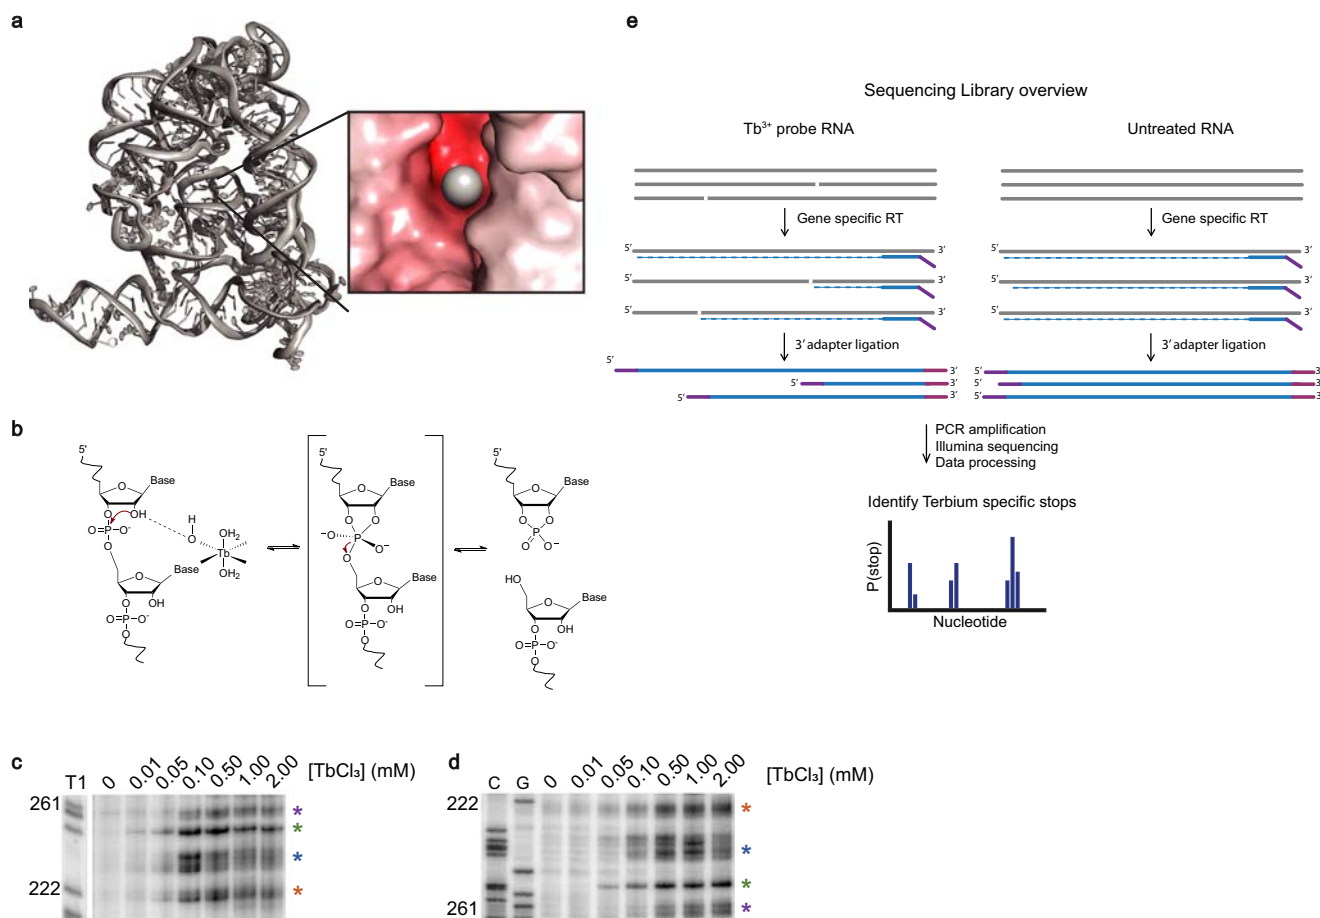 a
e
Sequencing Library overview
Tb³⁺ probe RNA
Untreated RNA
Gene specific RT
Gene specific RT
5′
3′
5′
3′
5′
5′
5′
5′
3′ adapter ligation
3′ adapter ligation
5′
3′
5′
3′
5′
3′
5′
3′
5′
3′
5′
3′
PCR amplification
Illumina sequencing
Data processing
Identify Terbium specific stops
P(stop)
Nucleotide
b
5'
Base
O
O
OH
O=P-O⁻
O
H
O
OH₂
Tb
OH₂
Base
O
O
OH
O=P-O⁻
O
5'
Base
O
O
O
⁻O
P
O⁻
O
Base
O
O
OH
O=P-O⁻
O
5'
Base
O
O
O
P
O
O⁻
HO
Base
O
O
OH
O=P-O⁻
O
c
T1
0
0.01
0.05
0.10
0.50
1.00
2.00
[TbCl₃] (mM)
261
*
*
*
222
*
d
C
G
0
0.01
0.05
0.10
0.50
1.00
2.00
[TbCl₃] (mM)
222
*
*
*
261
*